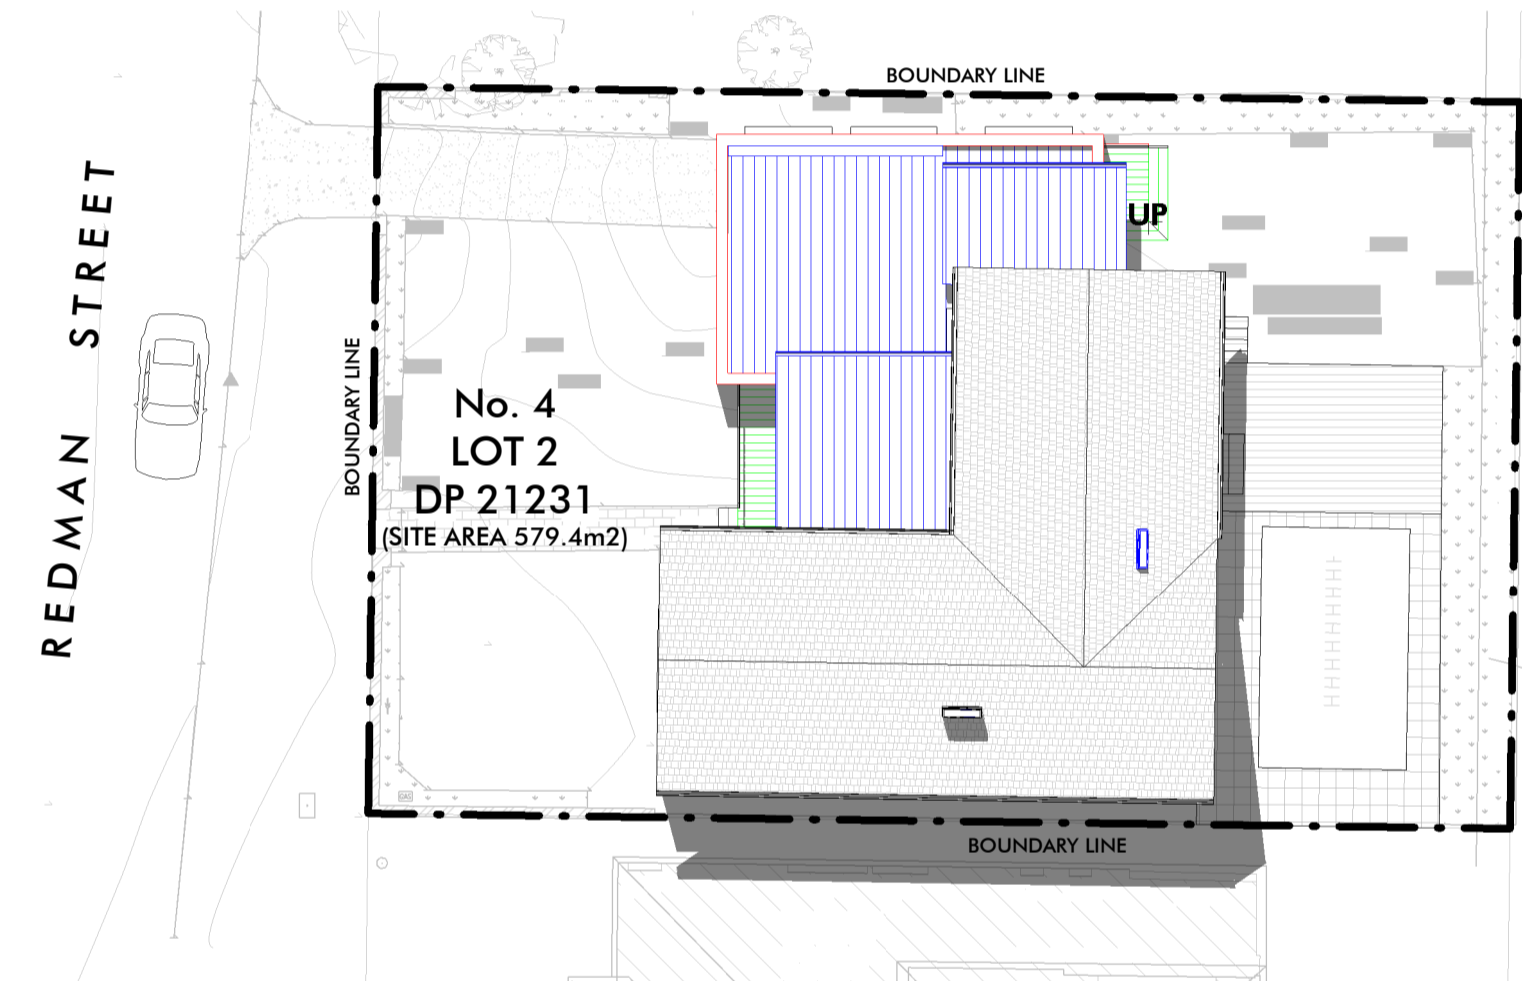 BOUNDARY LINE
REDMAN STREET
BOUNDARY LINE
UP
No. 4
LOT 2
DP 21231
(SITE AREA 579.4m2)
GAS
BOUNDARY LINE